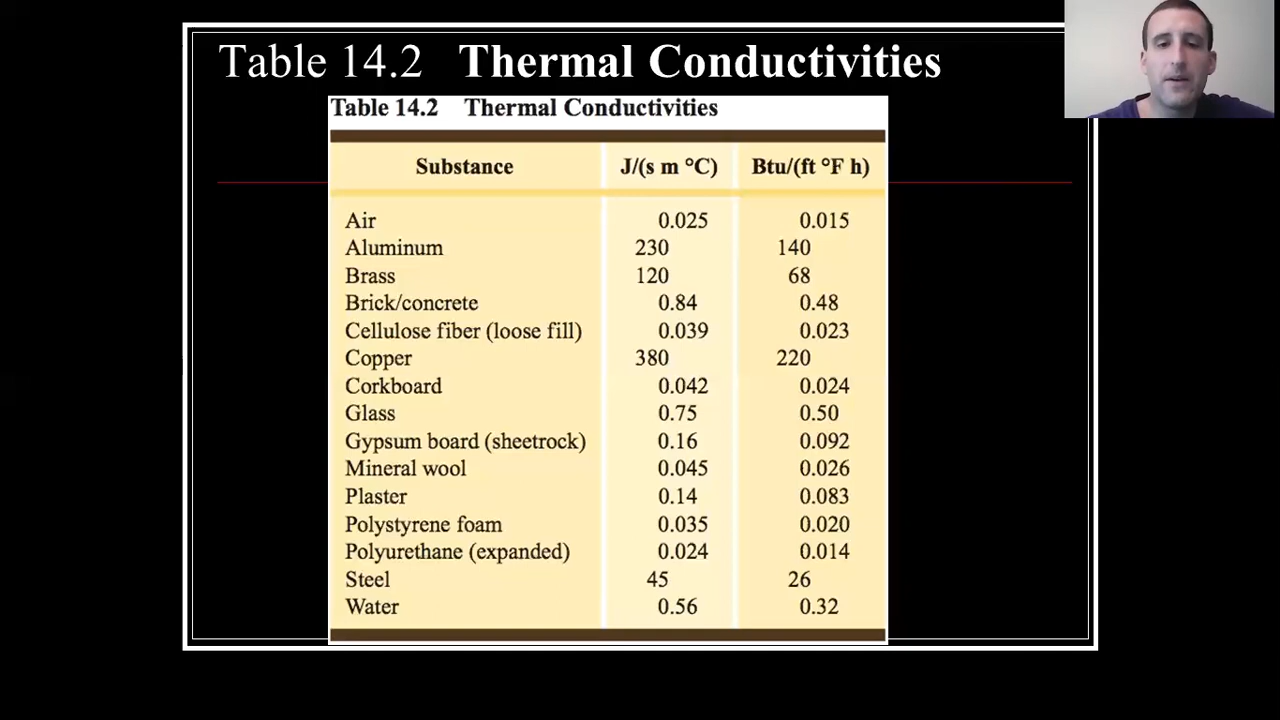 Table 14.2 Thermal Conductivities
Table 14.2 Thermal Conductivities
Substance J/(s m °C) Btu/(ft °F h)
Air 0.025 0.015
Aluminum 230 140
Brass 120 68
Brick/concrete 0.84 0.48
Cellulose fiber (loose fill) 0.039 0.023
Copper 380 220
Corkboard 0.042 0.024
Glass 0.75 0.50
Gypsum board (sheetrock) 0.16 0.092
Mineral wool 0.045 0.026
Plaster 0.14 0.083
Polystyrene foam 0.035 0.020
Polyurethane (expanded) 0.024 0.014
Steel 45 26
Water 0.56 0.32